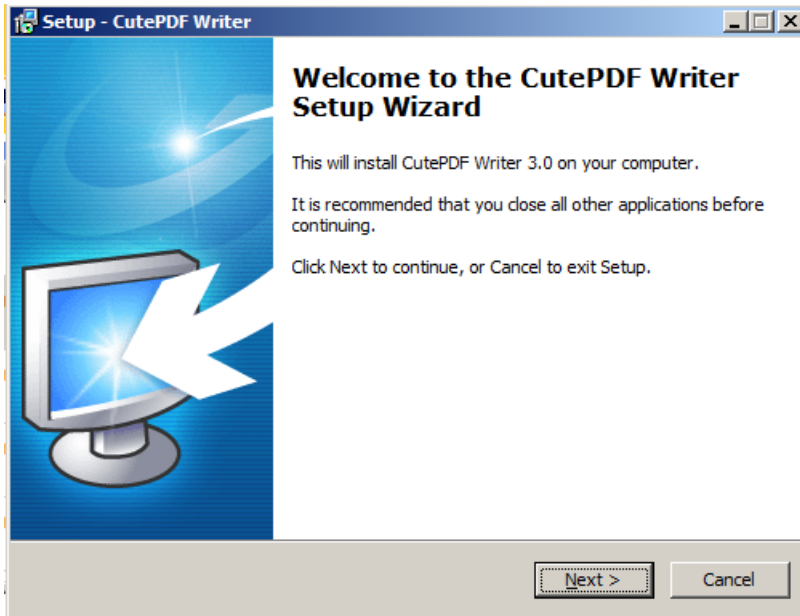 Setup - CutePDF Writer
Welcome to the CutePDF Writer
Setup Wizard
This will install CutePDF Writer 3.0 on your computer.
It is recommended that you close all other applications before
continuing.
Click Next to continue, or Cancel to exit Setup.
Next >
Cancel